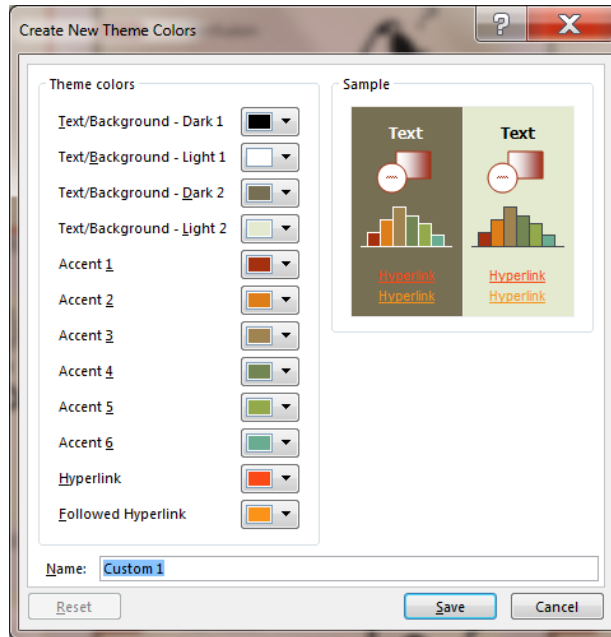 Create New Theme Colors
?
X
Theme colors
Text/Background - Dark 1
Text/Background - Light 1
Text/Background - Dark 2
Text/Background - Light 2
Accent 1
Accent 2
Accent 3
Accent 4
Accent 5
Accent 6
Hyperlink
Followed Hyperlink
Sample
Text Text
Hyperlink Hyperlink
Hyperlink Hyperlink
Name: Custom 1
Reset Save Cancel